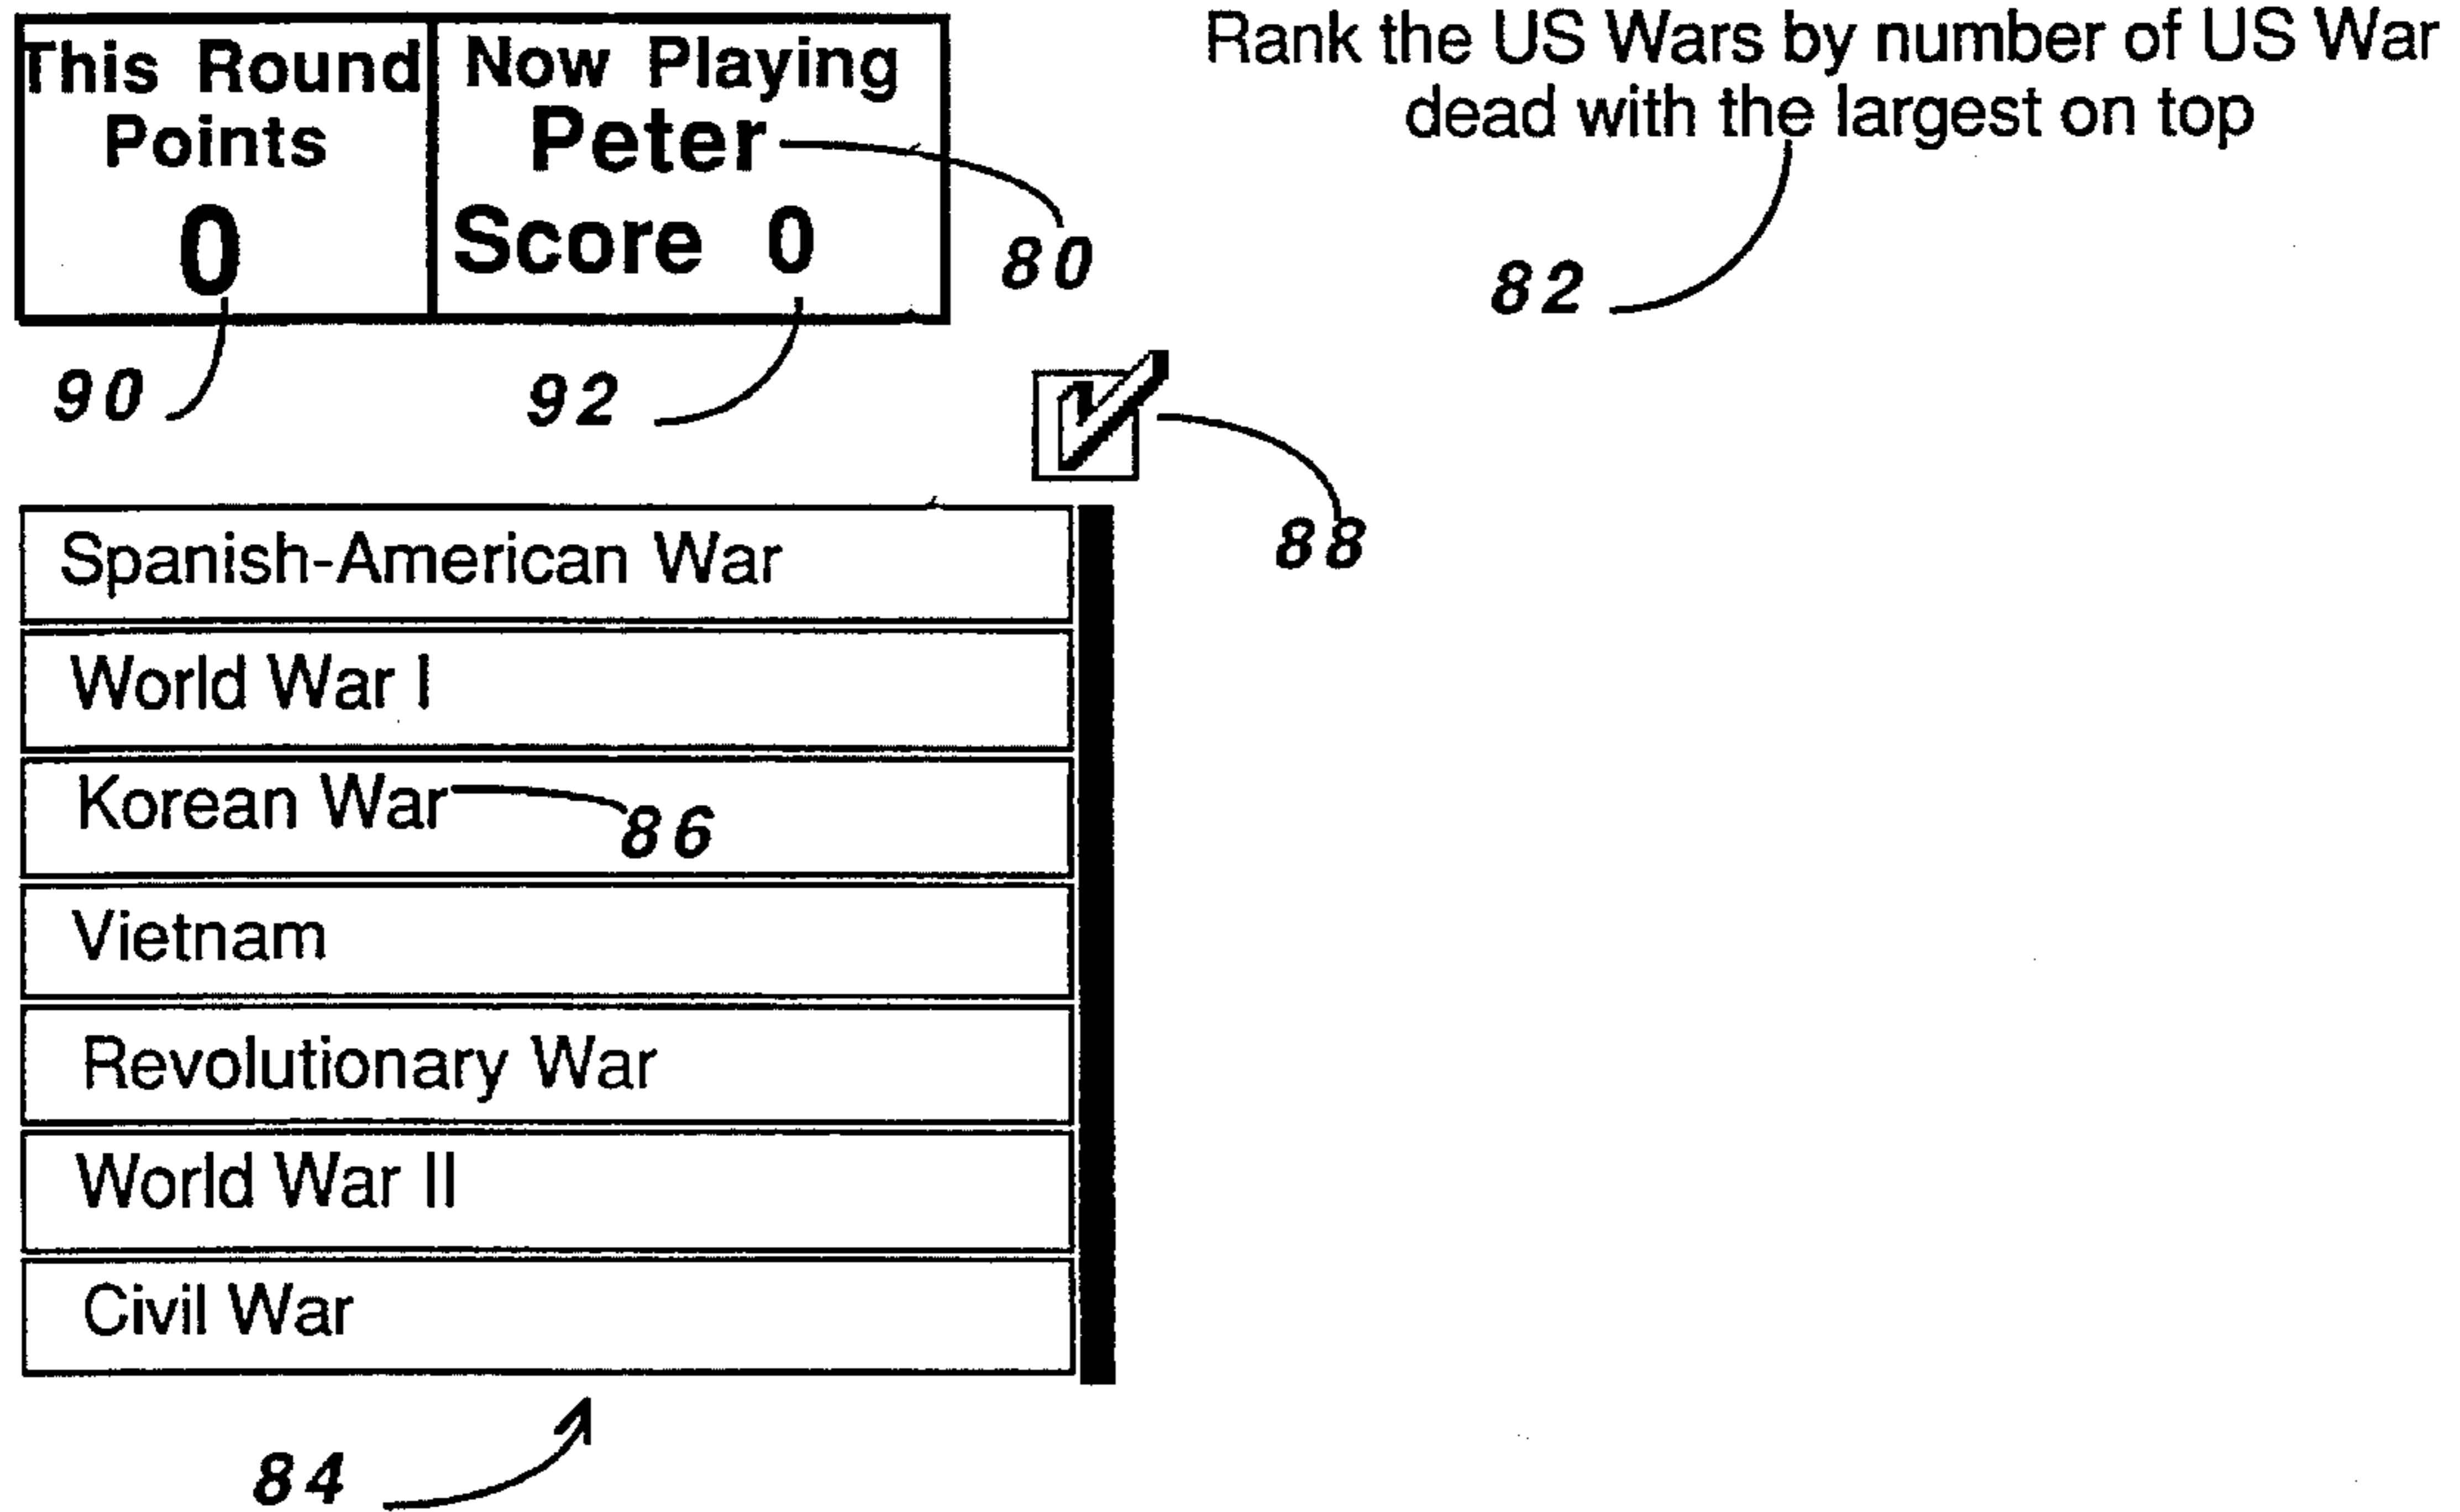 This Round
Points
0
Now Playing
Peter
Score 0
Rank the US Wars by number of US War
dead with the largest on top
80
82
90
92
88
Spanish-American War
World War I
Korean War
86
Vietnam
Revolutionary War
World War II
Civil War
84